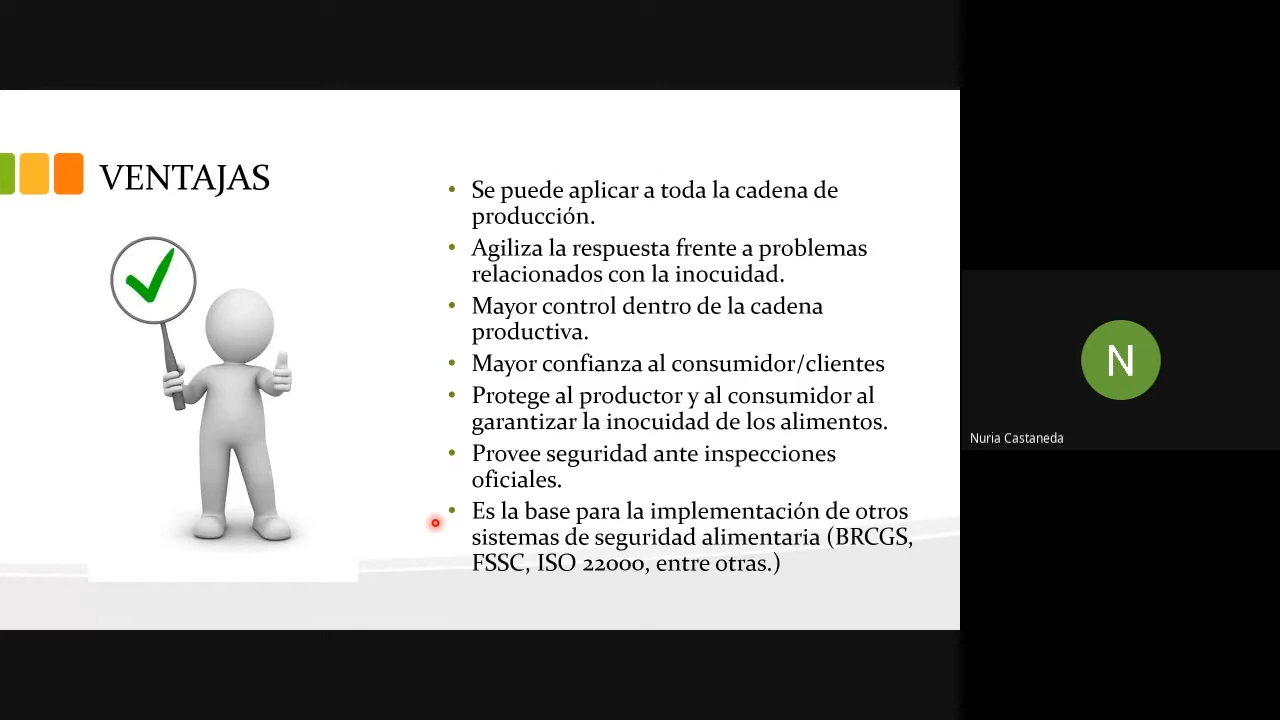 VENTAJAS
• Se puede aplicar a toda la cadena de
producción.
• Agiliza la respuesta frente a problemas
relacionados con la inocuidad.
• Mayor control dentro de la cadena
productiva.
• Mayor confianza al consumidor/clientes
• Protege al productor y al consumidor al
garantizar la inocuidad de los alimentos.
• Provee seguridad ante inspecciones
oficiales.
• Es la base para la implementación de otros
sistemas de seguridad alimentaria (BRCGS,
FSSC, ISO 22000, entre otras.)
N
Nuria Castaneda